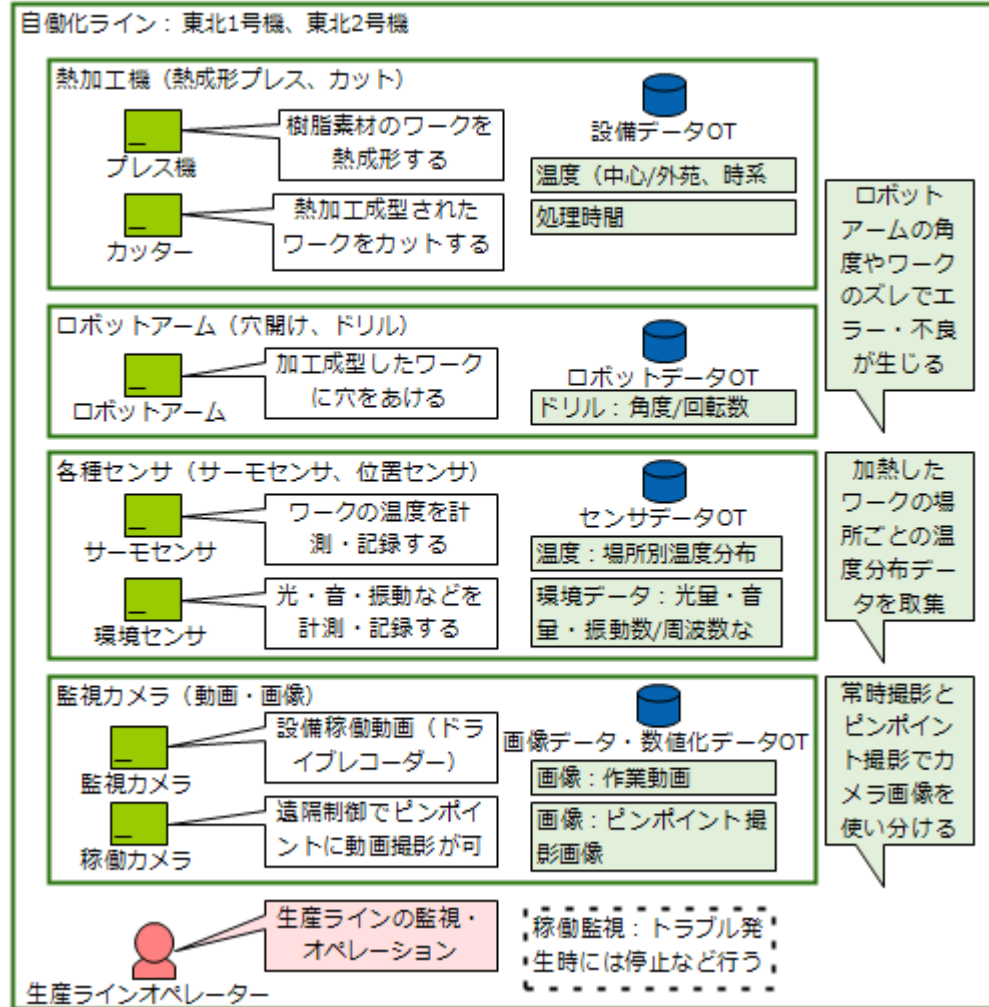 自働化ライン：東北1号機、東北2号機
熱加工機（熱成形プレス、カット）
プレス機
樹脂素材のワークを
熱成形する
カッター
熱加工成型された
ワークをカットする
設備データOT
温度（中心/外苑、時系
処理時間
ロボット
アームの角
度やワーク
のズレでエ
ラー・不良
が生じる
ロボットアーム（穴開け、ドリル）
ロボットアーム
加工成型したワーク
に穴をあける
ロボットデータOT
ドリル：角度/回転数
各種センサ（サーモセンサ、位置センサ）
サーモセンサ
ワークの温度を計
測・記録する
環境センサ
光・音・振動などを
計測・記録する
センサデータOT
温度：場所別温度分布
環境データ：光量・音
量・振動数/周波数な
加熱した
ワークの場
所ごとの温
度分布デー
タを取集
監視カメラ（動画・画像）
監視カメラ
設備稼働動画（ドラ
イブレコーダー）
稼働カメラ
遠隔制御でピンポイ
ントに動画撮影が可
画像データ・数値化データOT
画像：作業動画
画像：ピンポイント撮
影画像
常時撮影と
ピンポイン
ト撮影でカ
メラ画像を
使い分ける
生産ラインオペレーター
生産ラインの監視・
オペレーション
稼働監視：トラブル発
生時には停止など行う